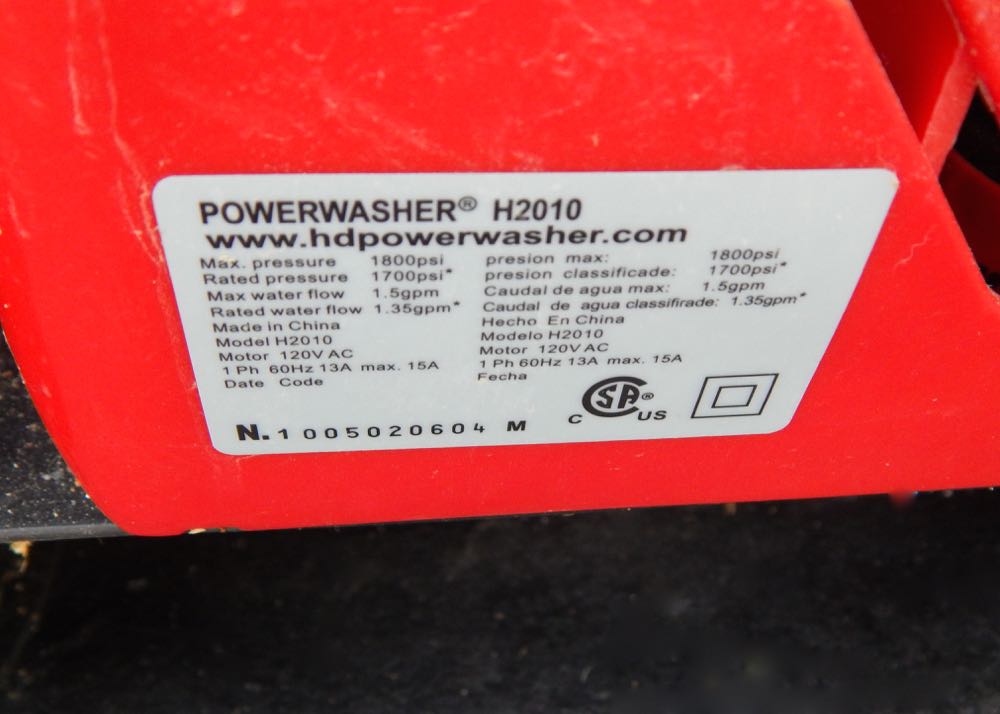 POWERWASHER® H2010
www.hdpowerwasher.com
Max. pressure 1800psi
Rated pressure 1700psi*
Max water flow 1.5gpm
Rated water flow 1.35gpm*
Made in China
Model H2010
Motor 120V AC
1 Ph 60Hz 13A max. 15A
Date Code
presion max: 1800psi
presion classificade: 1700psi*
Caudal de agua max: 1.5gpm
Caudal de agua classifirade: 1.35gpm*
Hecho En China
Modelo H2010
Motor 120V AC
1 Ph 60Hz 13A max. 15A
Fecha
C SA® US
N.1 005020604 M